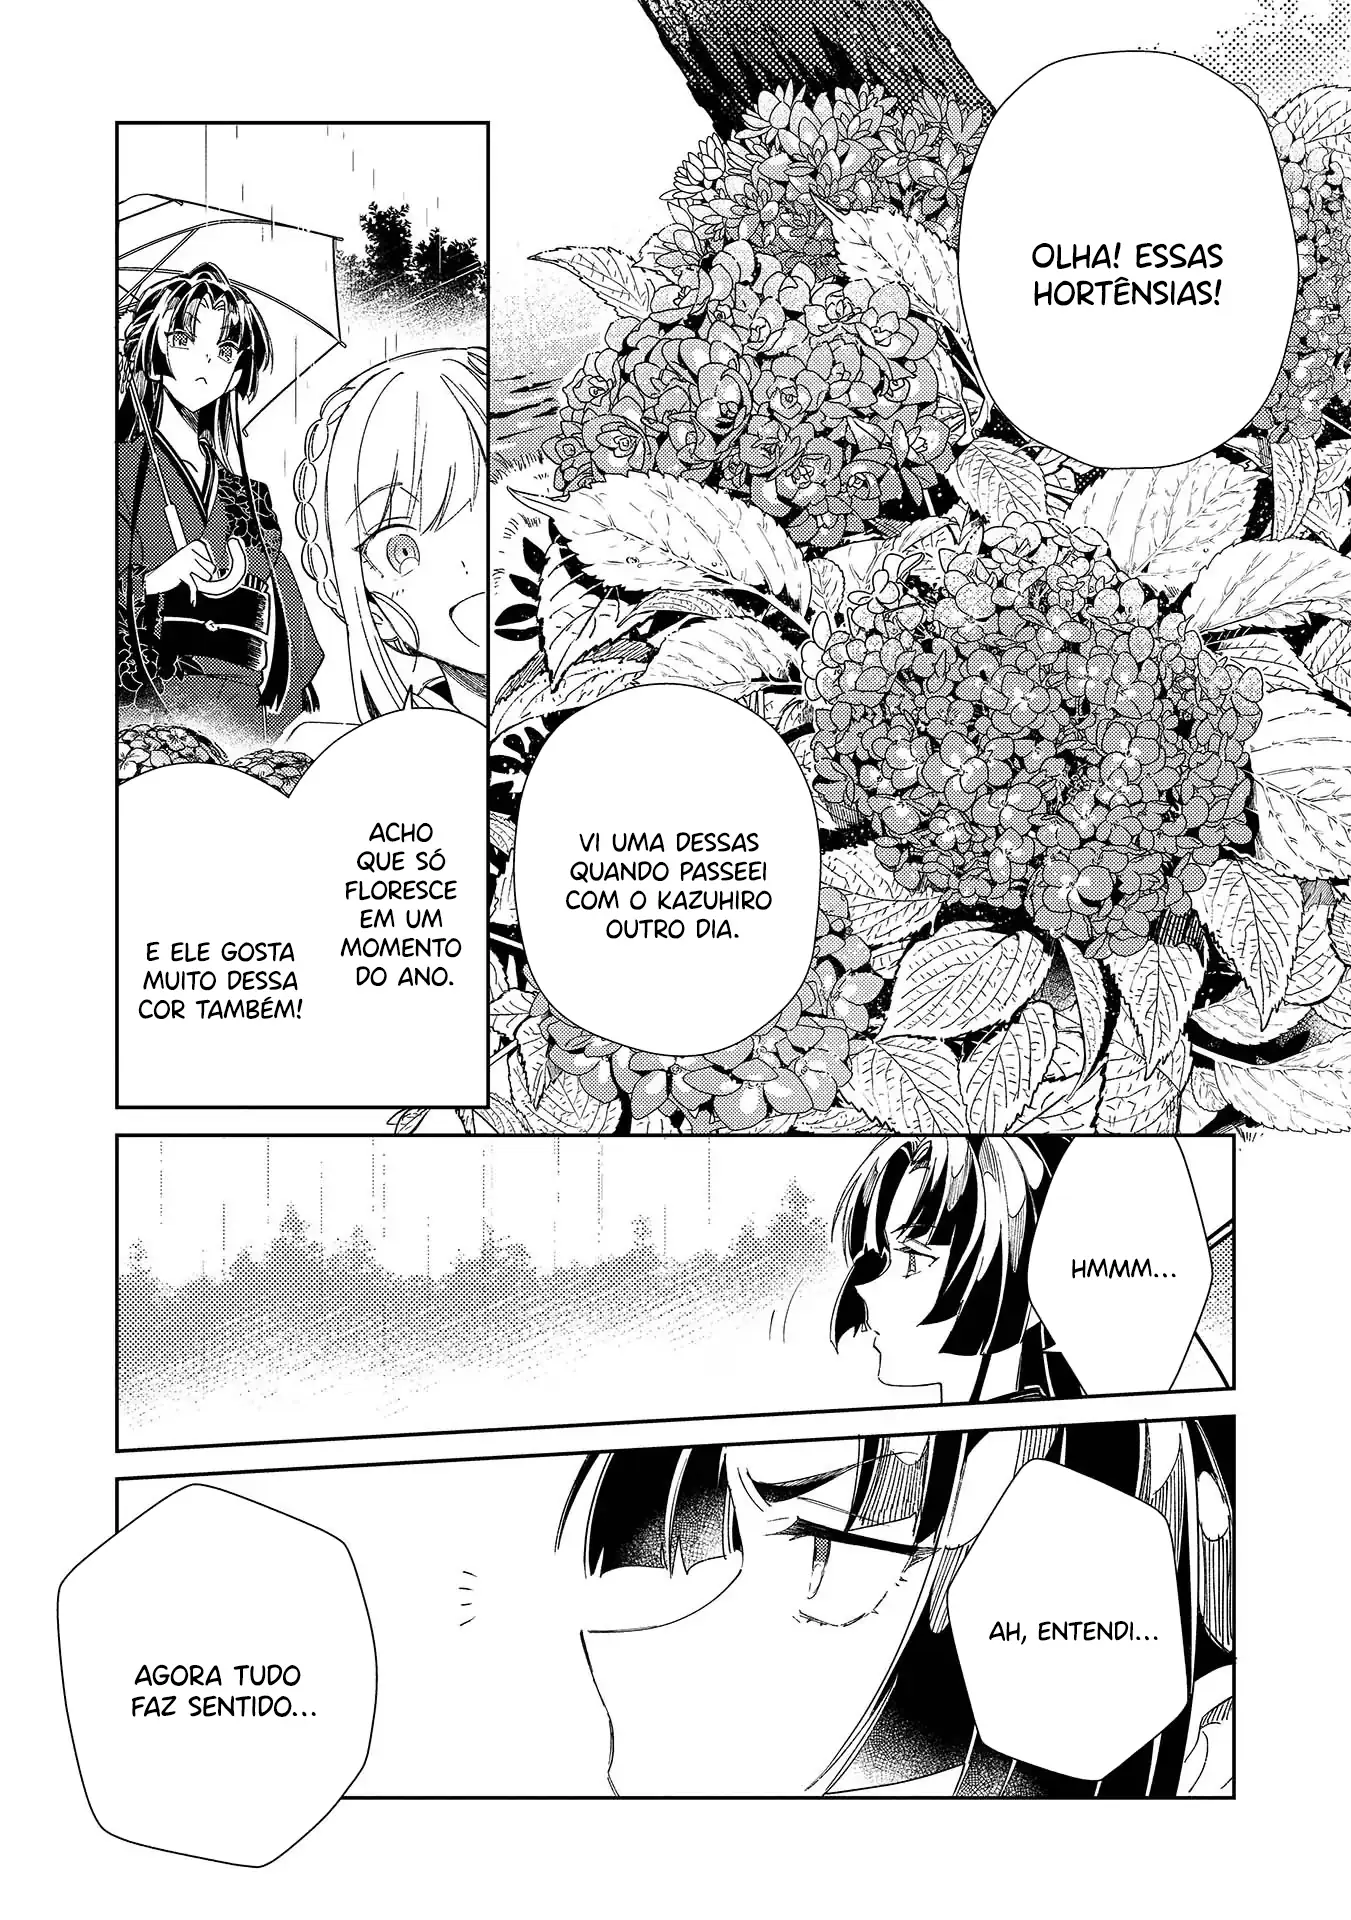 OLHA! ESSAS
HORTÊNSIAS!
VI UMA DESSAS
QUANDO PASSEEI
COM O KAZUHIRO
OUTRO DIA.
ACHO
QUE SÓ
FLORESCE
EM UM
MOMENTO
DO ANO.
E ELE GOSTA
MUITO DESSA
COR TAMBÉM!
HMMM...
AH, ENTENDI...
AGORA TUDO
FAZ SENTIDO...